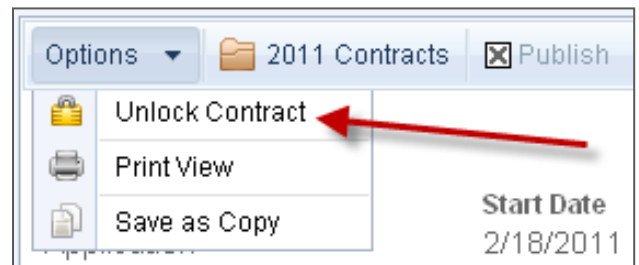 Options 2011 Contracts Publish
Unlock Contract
Print View
Save as Copy
Start Date
2/18/2011